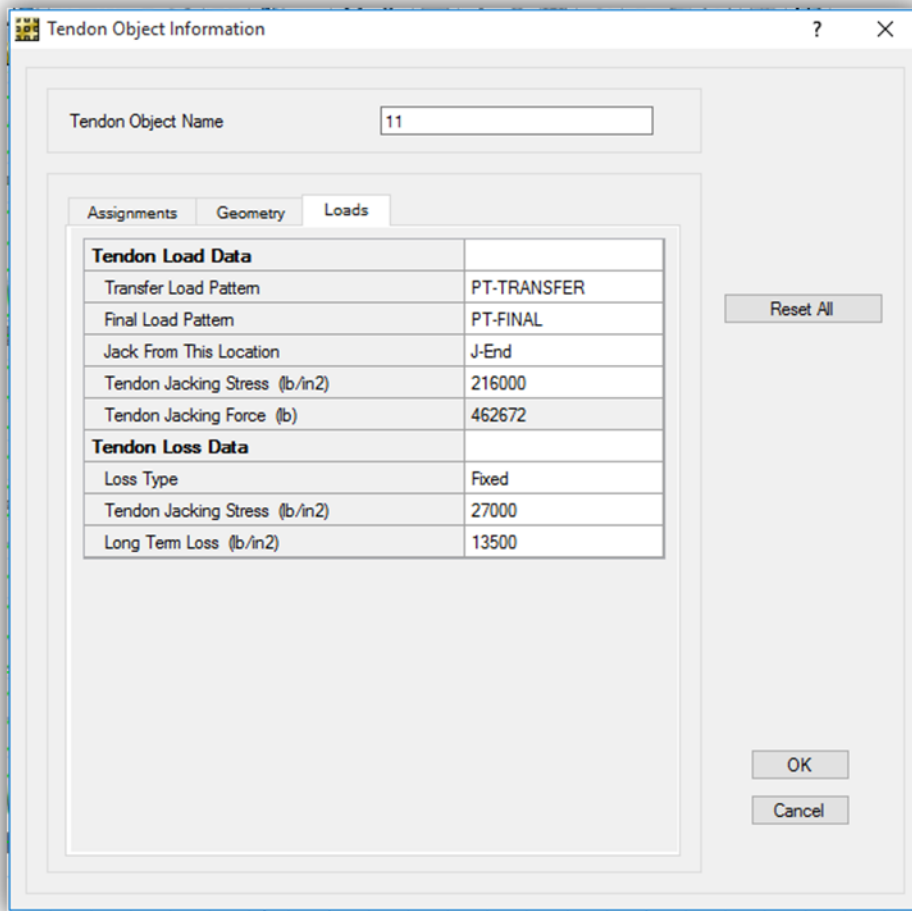 Tendon Object Information ? X
Tendon Object Name 11
Assignments Geometry Loads
Tendon Load Data
Transfer Load Pattern PT-TRANSFER
Reset All
Final Load Pattern PT-FINAL
Jack From This Location J-End
Tendon Jacking Stress (lb/in2) 216000
Tendon Jacking Force (lb) 462672
Tendon Loss Data
Loss Type Fixed
Tendon Jacking Stress (lb/in2) 27000
Long Term Loss (lb/in2) 13500
OK
Cancel